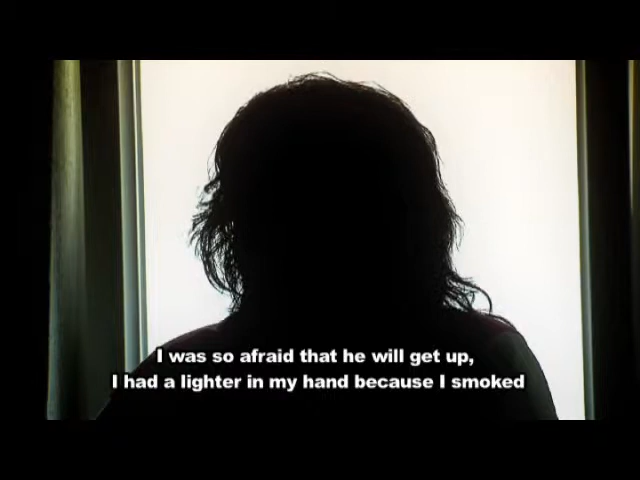 I was so afraid that he will get up,
I had a lighter in my hand because I smoked